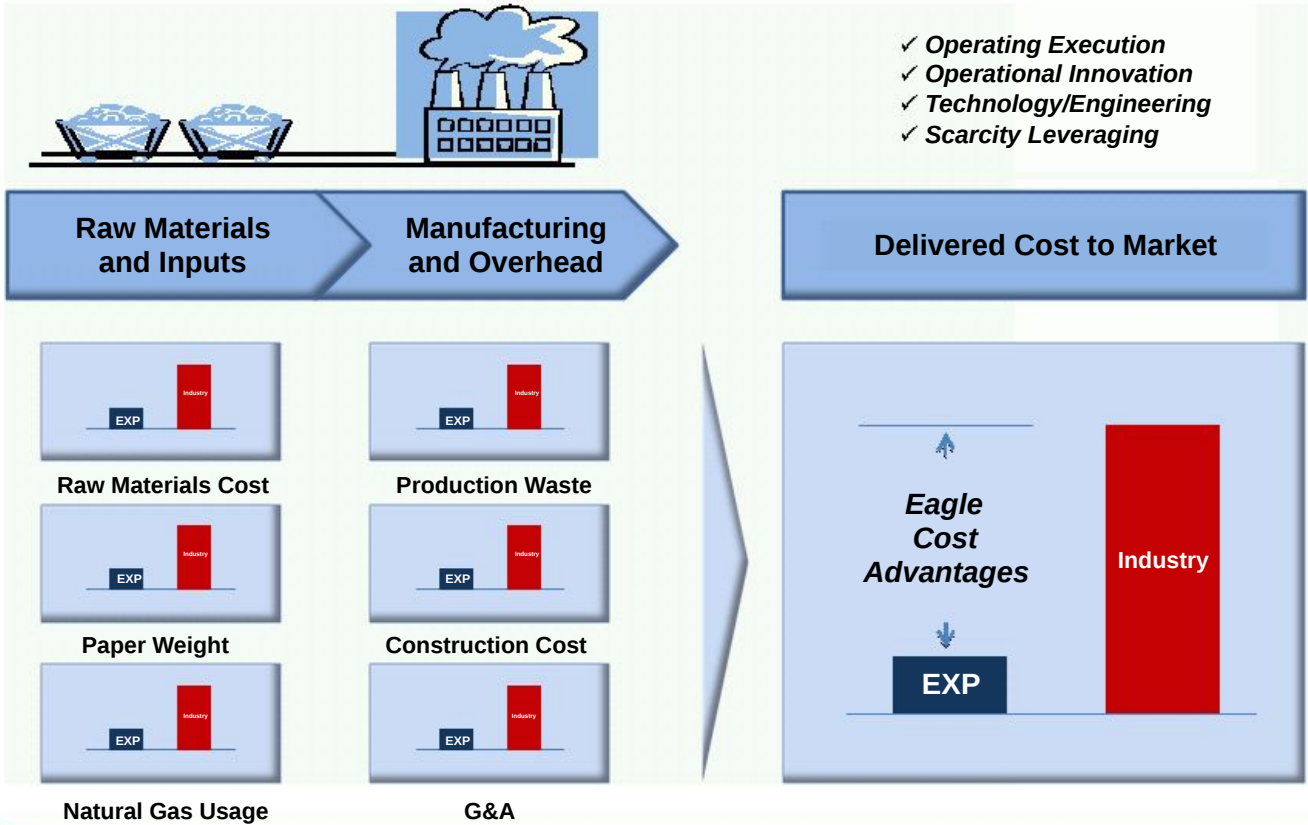 ✓ Operating Execution
✓ Operational Innovation
✓ Technology/Engineering
✓ Scarcity Leveraging
Raw Materials
and Inputs
Manufacturing
and Overhead
Delivered Cost to Market
EXP
Industry
Raw Materials Cost
EXP
Industry
Production Waste
EXP
Industry
Paper Weight
EXP
Industry
Construction Cost
EXP
Industry
Natural Gas Usage
EXP
Industry
G&A
Eagle
Cost
Advantages
EXP
Industry